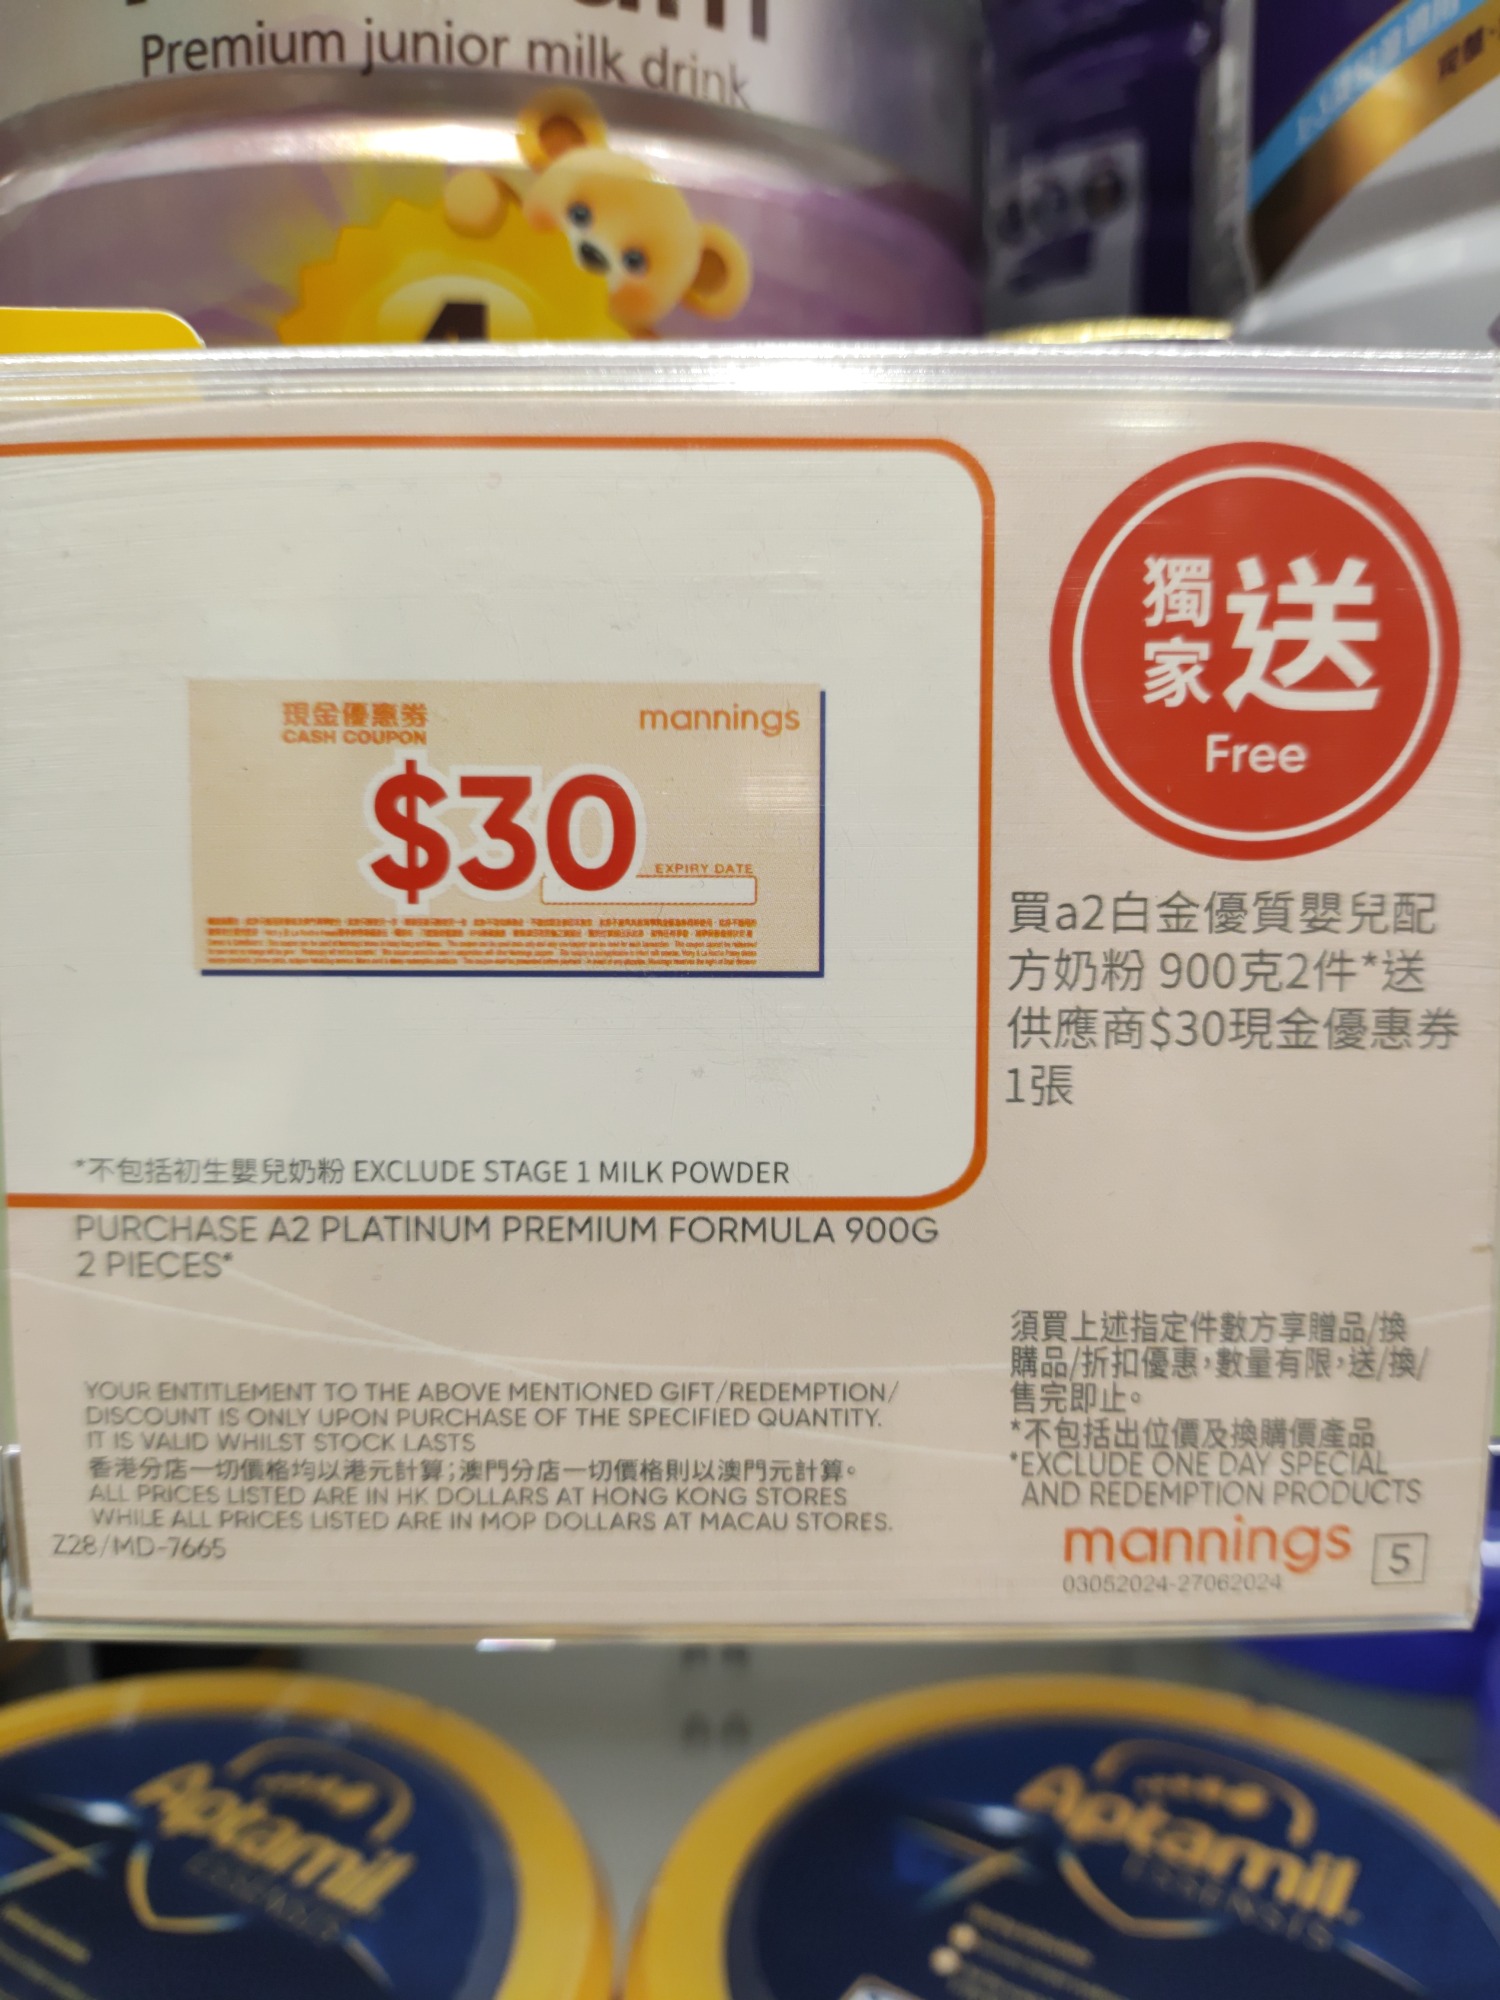 Premium junior milk drink
4
現金優惠券
CASH COUPON
mannings
$30
EXPIRY DATE
獨家送
Free
買a2白金優質嬰兒配
方奶粉 900克2件*送
供應商$30現金優惠券
1張
*不包括初生嬰兒奶粉 EXCLUDE STAGE 1 MILK POWDER
PURCHASE A2 PLATINUM PREMIUM FORMULA 900G
2 PIECES*
YOUR ENTITLEMENT TO THE ABOVE MENTIONED GIFT/REDEMPTION/
DISCOUNT IS ONLY UPON PURCHASE OF THE SPECIFIED QUANTITY.
IT IS VALID WHILST STOCK LASTS
香港分店一切價格均以港元計算;澳門分店一切價格則以澳門元計算。
ALL PRICES LISTED ARE IN HK DOLLARS AT HONG KONG STORES
WHILE ALL PRICES LISTED ARE IN MOP DOLLARS AT MACAU STORES.
Z28/MD-7665
須買上述指定件數方享贈品/換
購品/折扣優惠,數量有限,送/換/
售完即止。
*不包括出位價及換購價產品
*EXCLUDE ONE DAY SPECIAL
AND REDEMPTION PRODUCTS
mannings 5
03052024-27062024
Aptamil
ESSENSIS
Aptamil
ESSENSIS